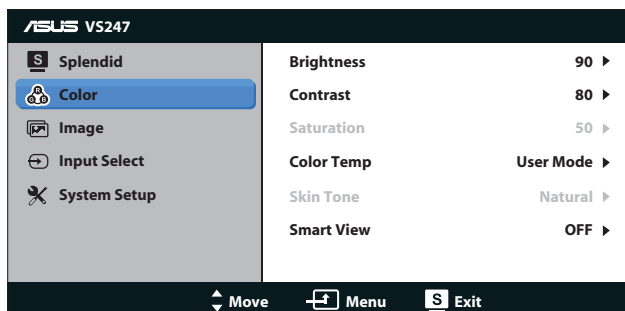 ASUS VS247
S Splendid
Color
Image
Input Select
System Setup
Brightness 90
Contrast 80
Saturation 50
Color Temp User Mode
Skin Tone Natural
Smart View OFF
Move Menu S Exit